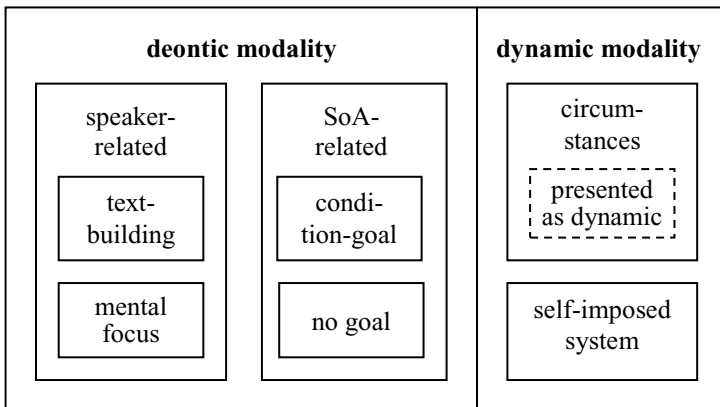 deontic modality
speaker-
related
text-
building
mental
focus
SoA-
related
condi-
tion-goal
no goal
dynamic modality
circum-
stances
presented
as dynamic
self-imposed
system